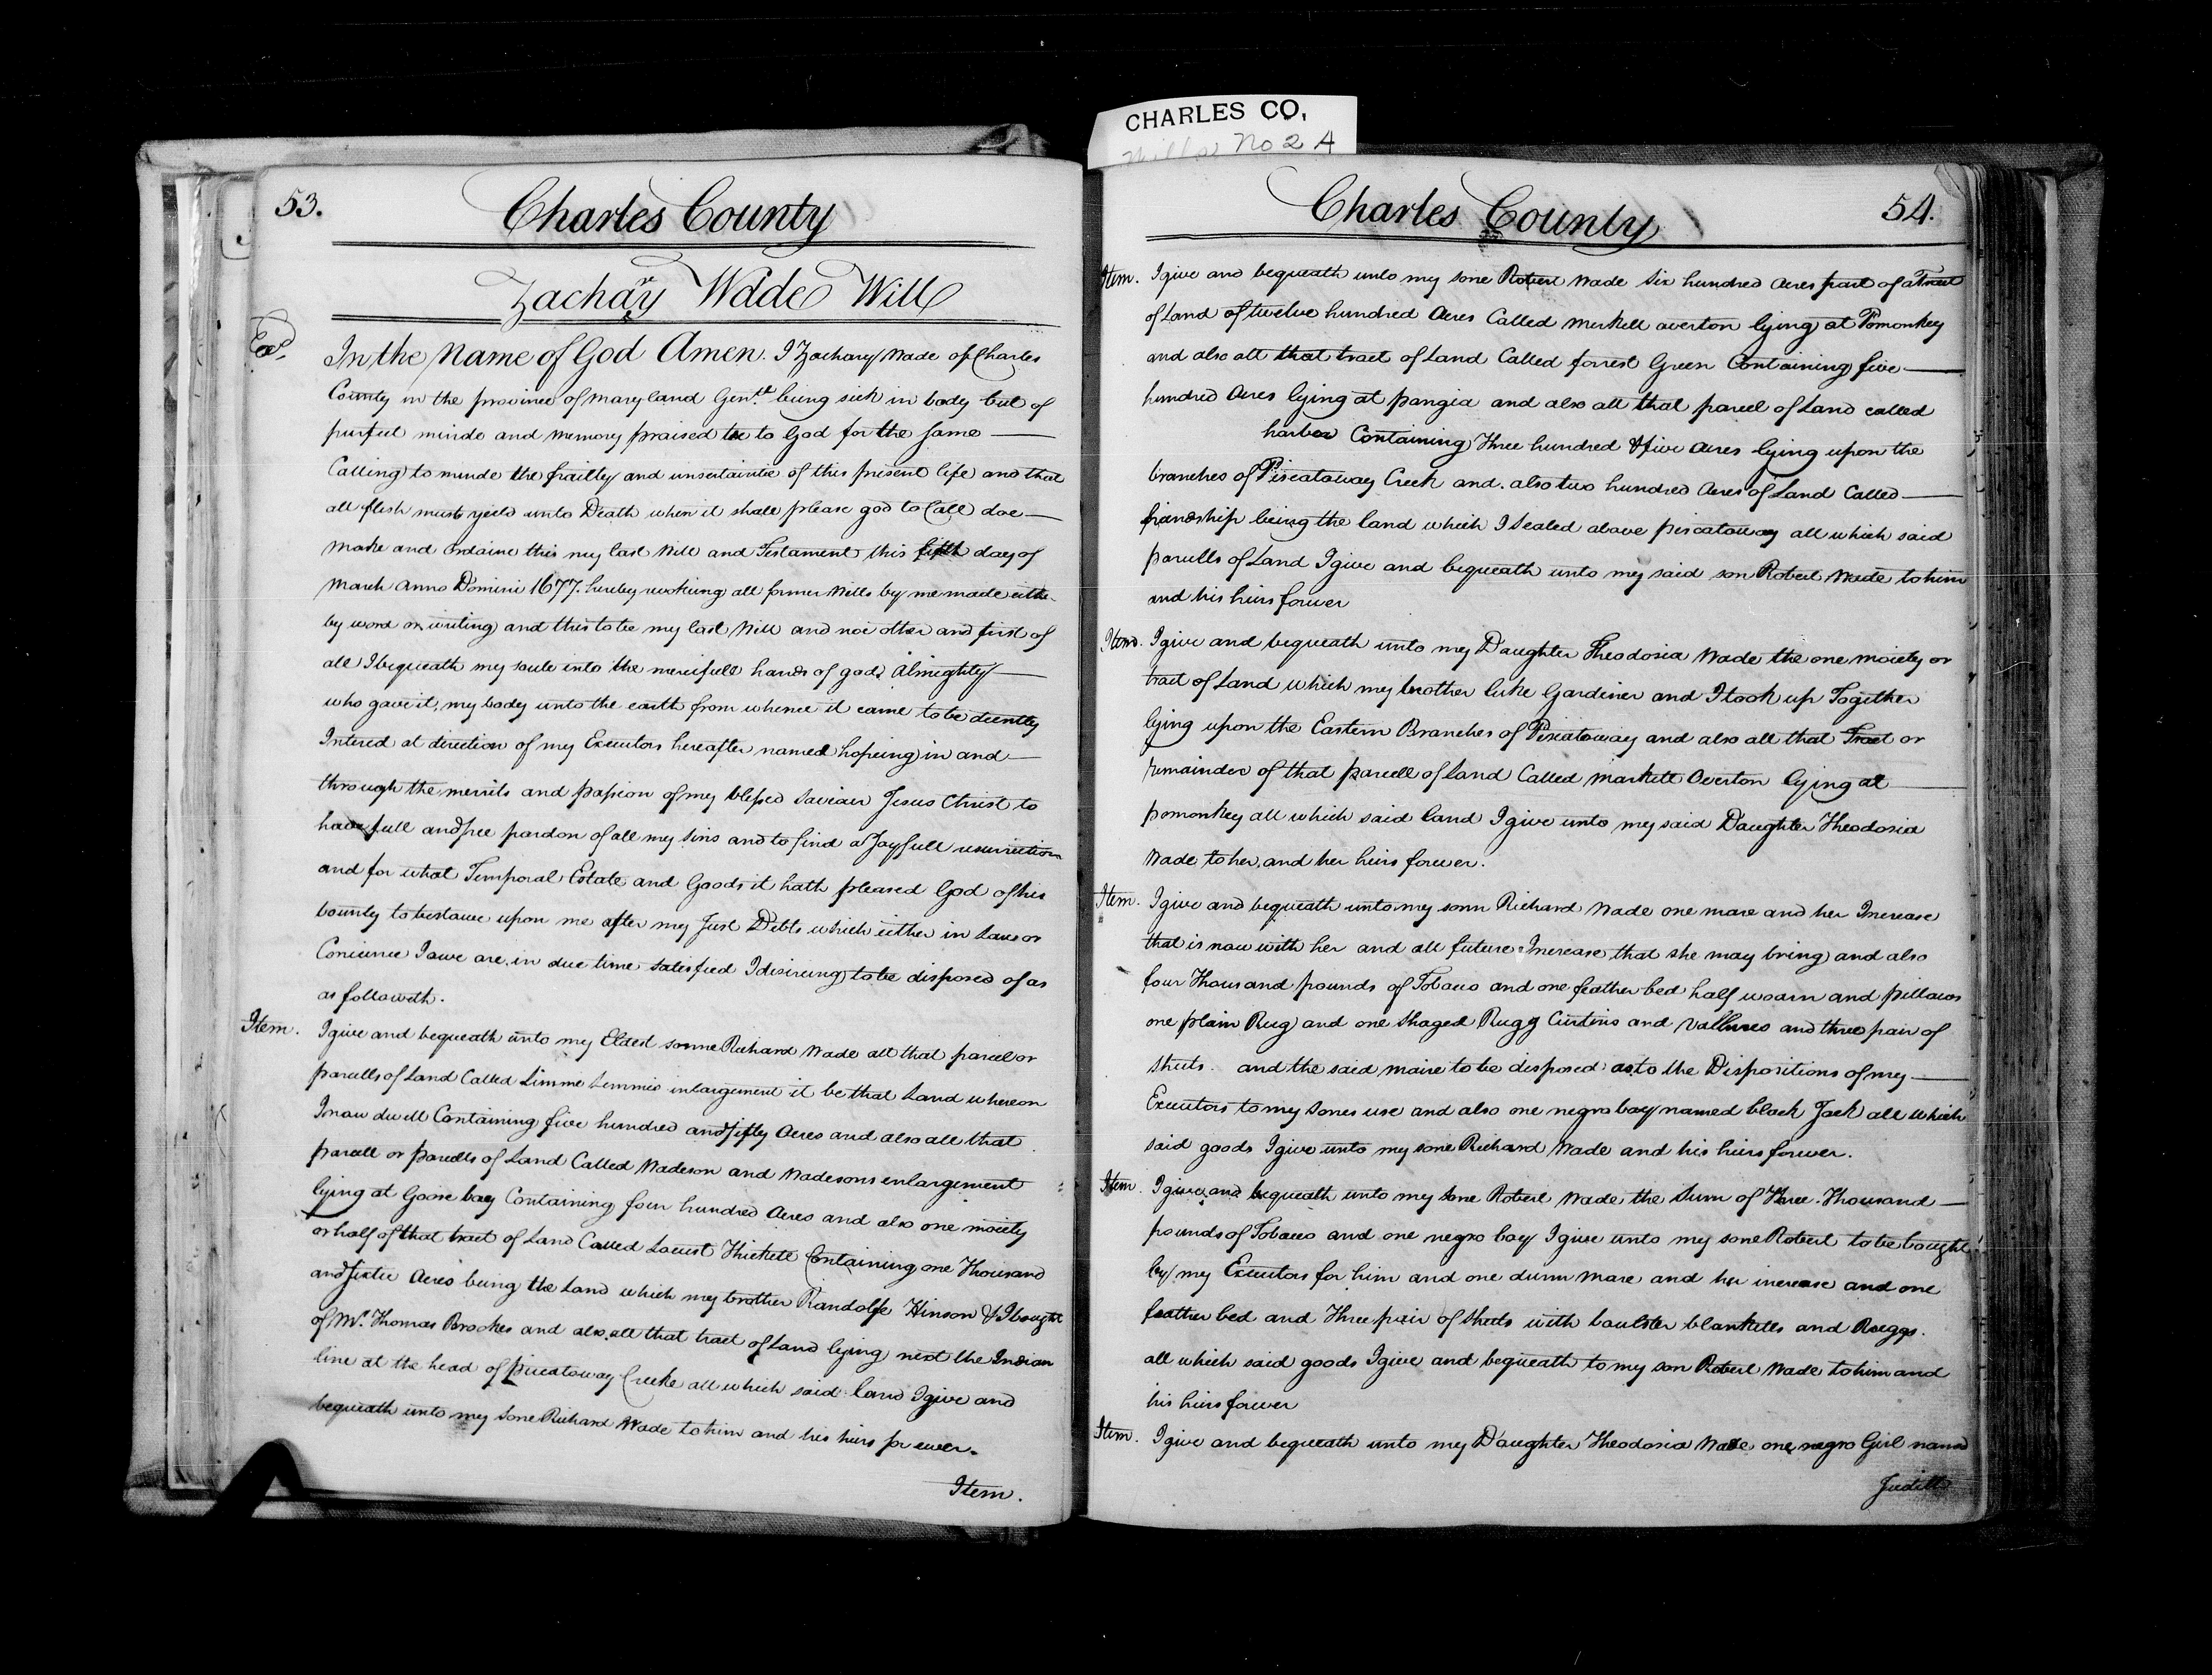 CHARLES CO,
Wills No 2 A
53.
Charles County
Zachary Wade Will
Exd.
In the Name of God Amen. I Zachary Wade of Charles
County in the province of maryland Gent. being sick in body but of
purfect minde and memory praised be to God for the same
Calling to minde the frailty and unsertaintie of this present life and that
all flesh must yield unto Death when it shall please god to Call doe
make and Ordaine this my last Will and Testament this fifth day of
March Anno Domini 1677. hereby revoking all former Wills by me made either
by word or writing and this to be my last Will and noe other and first of
all I bequeath my soule into the mercifull hands of god Almighty
who gave it, my body unto the earth from whence it came to be decently
Intered at direction of my Executors hereafter named hopeing in and
through the merrits and passion of my blessed Saviour Jesus Christ to
have full and free pardon of all my sins and to find a Joyfull resurrection
and for what Temporal Estate and Goods it hath pleased God of his
bounty to bestowe upon me after my Just Debts which either in Law or
Concience I owe are in due time satisfied I desireing to be disposed of as
as followeth.
Item. I give and bequeath unto my Eldest sonne Richard Wade all that parcel or
parcells of Land Called Simme Semmes inlargement it be that Land whereon
I now dwell Containing five hundred and fifty Acres and also all that
parcell or parcells of Land Called Wadeson and Wadesons enlargement
lying at Goose bay Containing four hundred Acres and also one moiety
or half of that tract of Land Called Locust Thickett Containing one Thousand
and sixtie Acres being the Land which my brother Randolfe Hinson & I bought
of Mr. Thomas Brookes and also all that tract of Land lying next the Indian
line at the head of piscatoway Creeke all which said land I give and
bequeath unto my Sone Richard Wade to him and his heirs for ever.
Item.
Charles County
54.
Item. I give and bequeath unto my sone Robert Wade six hundred Acres part of a Tract
of Land of twelve hundred Acres Called Merkell overton lying at Pomonkey
and also all that tract of Land Called forrest Green Containing five
hundred Acres lying at pangia and also all that parcel of Land called
harbor Containing Three hundred & five Acres lying upon the
branches of Piscataway Creek and also two hundred Acres of Land Called
friendship being the land which I Sealed above piscatoway all which said
parcells of Land I give and bequeath unto my said son Robert Wade to him
and his heirs forever
Item. I give and bequeath unto my Daughter Theodosia Wade the one moiety or
tract of Land which my brother Luke Gardiner and I took up Together
lying upon the Eastern Branches of Piscatoway and also all that Tract or
remainder of that parcell of Land Called Markett Overton lying at
pomonkey all which said land I give unto my said Daughter Theodosia
Wade to her, and her heirs forever.
Item. I give and bequeath unto my sonn Richard Wade one mare and her Increase
that is now with her and all future Increase that she may bring and also
four Thousand pounds of Tobacco and one feather bed half woarn and pillows
one plain Rug and one Shaged Rugg Curtins and Vallines and three pair of
Sheets. and the said maire to be disposed as to the Dispositions of my
Executors to my sones use and also one negro boy named black Jack all which
said goods I give unto my sone Richard Wade and his heirs forever.
Item. I give and bequeath unto my sone Robert Wade the Sum of Three Thousand
pounds of Tobacco and one negro boy I give unto my sone Robert to be bought
by my Executors for him and one dunn mare and her increase and one
feather bed and Three pair of Sheets with boulster blanketts and Ruggs.
all which said goods I give and bequeath to my son Robert Wade to him and
his heirs forever
Item. I give and bequeath unto my Daughter Theodosia Wade one negro Girl named
Judith